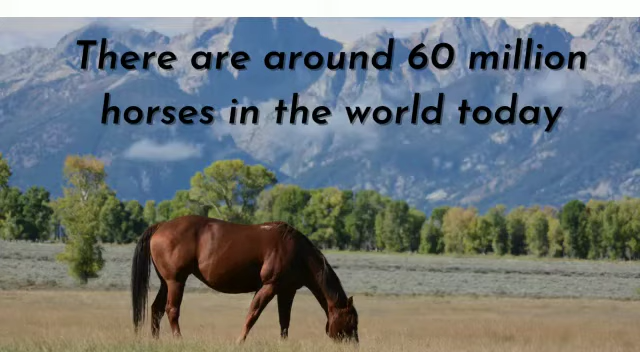 There are around 60 million
horses in the world today